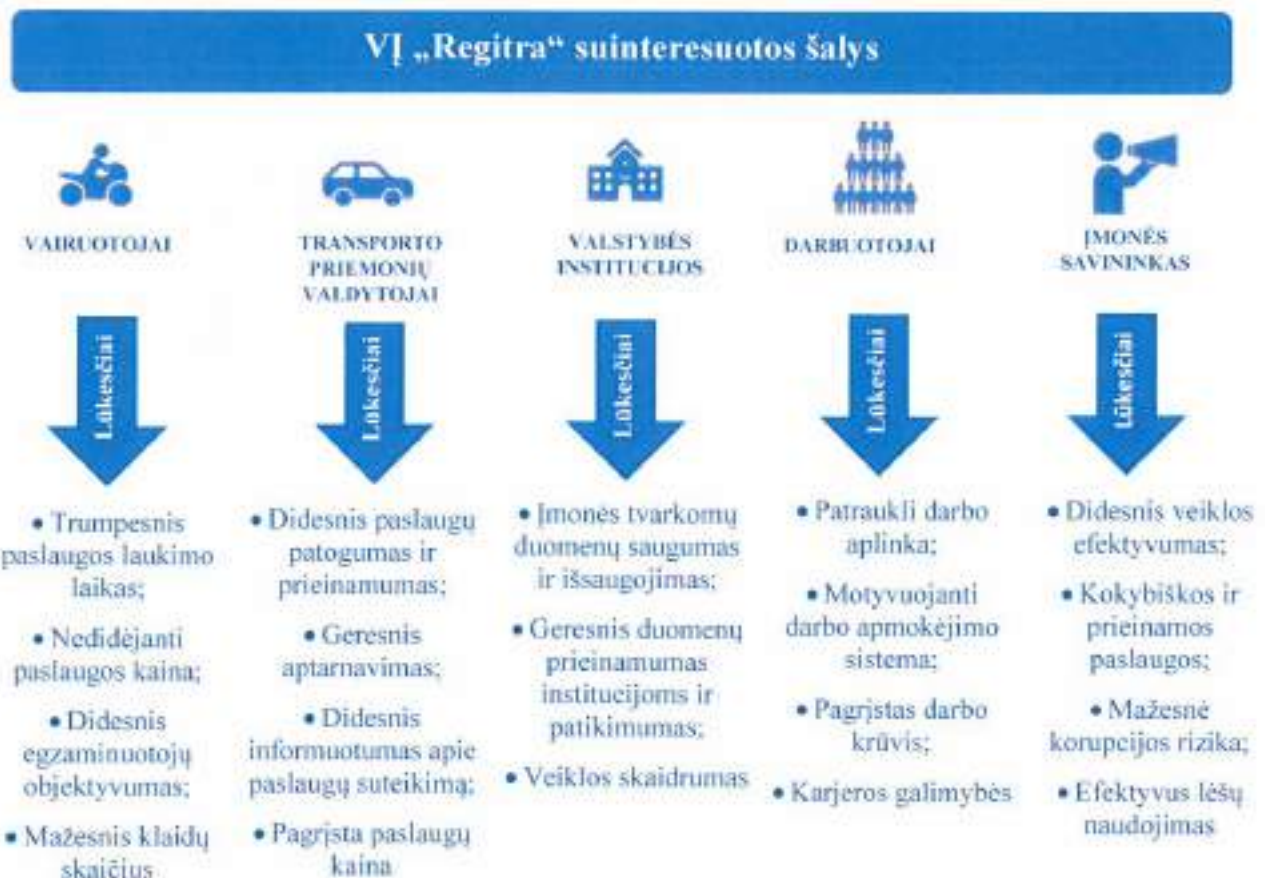 VĮ „Regitra“ suinteresuotos šalys
VAIRUOTOJAI
Lūkesčiai
• Trumpesnis
paslaugos laukimo
laikas;
• Nedidėjanti
paslaugos kaina;
• Didesnis
egzaminuotojų
objektyvumas;
• Mažesnis klaidų
skaičius
TRANSPORTO
PRIEMONIŲ
VALDYTOJAI
Lūkesčiai
• Didesnis paslaugų
patogumas ir
prieinamumas;
• Geresnis
aptarnavimas;
• Didesnis
informuotumas apie
paslaugų suteikimą;
• Pagrįsta paslaugų
kaina
VALSTYBĖS
INSTITUCIJOS
Lūkesčiai
• Įmonės tvarkomų
duomenų saugumas
ir išsaugojimas;
• Geresnis duomenų
prieinamumas
institucijoms ir
patikimumas;
• Veiklos skaidrumas
DARBUOTOJAI
Lūkesčiai
• Patraukli darbo
aplinka;
• Motyvuojanti
darbo apmokėjimo
sistema;
• Pagrįstas darbo
krūvis;
• Karjeros galimybės
ĮMONĖS
SAVININKAS
Lūkesčiai
• Didesnis veiklos
efektyvumas;
• Kokybiškos ir
prieinamos
paslaugos;
• Mažesnė
korupcijos rizika;
• Efektyvus lėšų
naudojimas